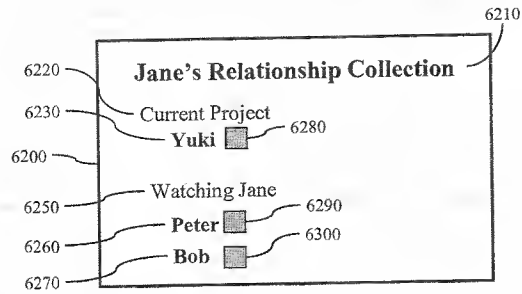 6210
Jane's Relationship Collection
6220
Current Project
6230
Yuki
6280
6200
6250
Watching Jane
6290
Peter
6260
6300
Bob
6270